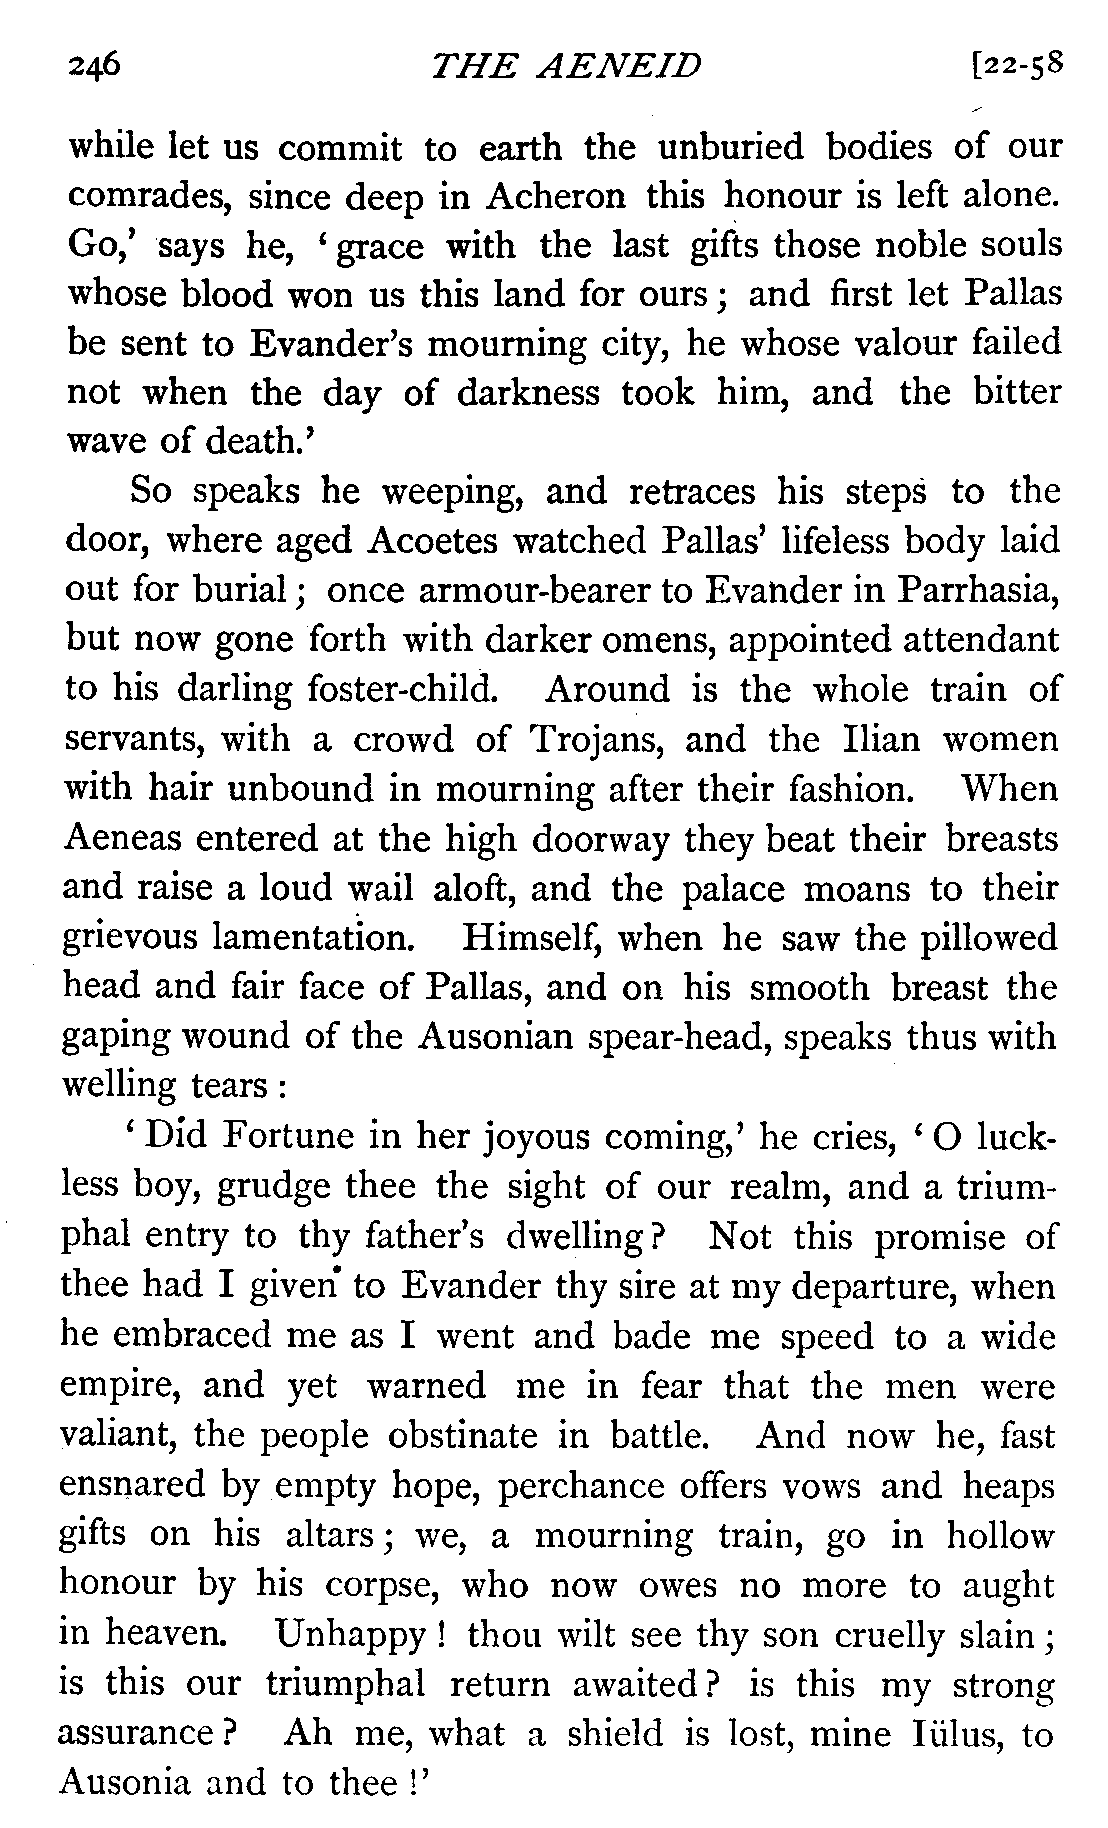 246 THE AENEID [22-58
while let us commit to earth the unburied bodies of our
comrades, since deep in Acheron this honour is left alone.
Go,’ says he, ‘grace with the last gifts those noble souls
whose blood won us this land for ours; and first let Pallas
be sent to Evander’s mourning city, he whose valour failed
not when the day of darkness took him, and the bitter
wave of death.’
So speaks he weeping, and retraces his steps to the
door, where aged Acoetes watched Pallas’ lifeless body laid
out for burial; once armour-bearer to Evander in Parrhasia,
but now gone forth with darker omens, appointed attendant
to his darling foster-child. Around is the whole train of
servants, with a crowd of Trojans, and the Ilian women
with hair unbound in mourning after their fashion. When
Aeneas entered at the high doorway they beat their breasts
and raise a loud wail aloft, and the palace moans to their
grievous lamentation. Himself, when he saw the pillowed
head and fair face of Pallas, and on his smooth breast the
gaping wound of the Ausonian spear-head, speaks thus with
welling tears:
‘Did Fortune in her joyous coming,’ he cries, ‘O luck-
less boy, grudge thee the sight of our realm, and a trium-
phal entry to thy father’s dwelling? Not this promise of
thee had I given to Evander thy sire at my departure, when
he embraced me as I went and bade me speed to a wide
empire, and yet warned me in fear that the men were
valiant, the people obstinate in battle. And now he, fast
ensnared by empty hope, perchance offers vows and heaps
gifts on his altars; we, a mourning train, go in hollow
honour by his corpse, who now owes no more to aught
in heaven. Unhappy! thou wilt see thy son cruelly slain;
is this our triumphal return awaited? is this my strong
assurance? Ah me, what a shield is lost, mine Iülus, to
Ausonia and to thee!’